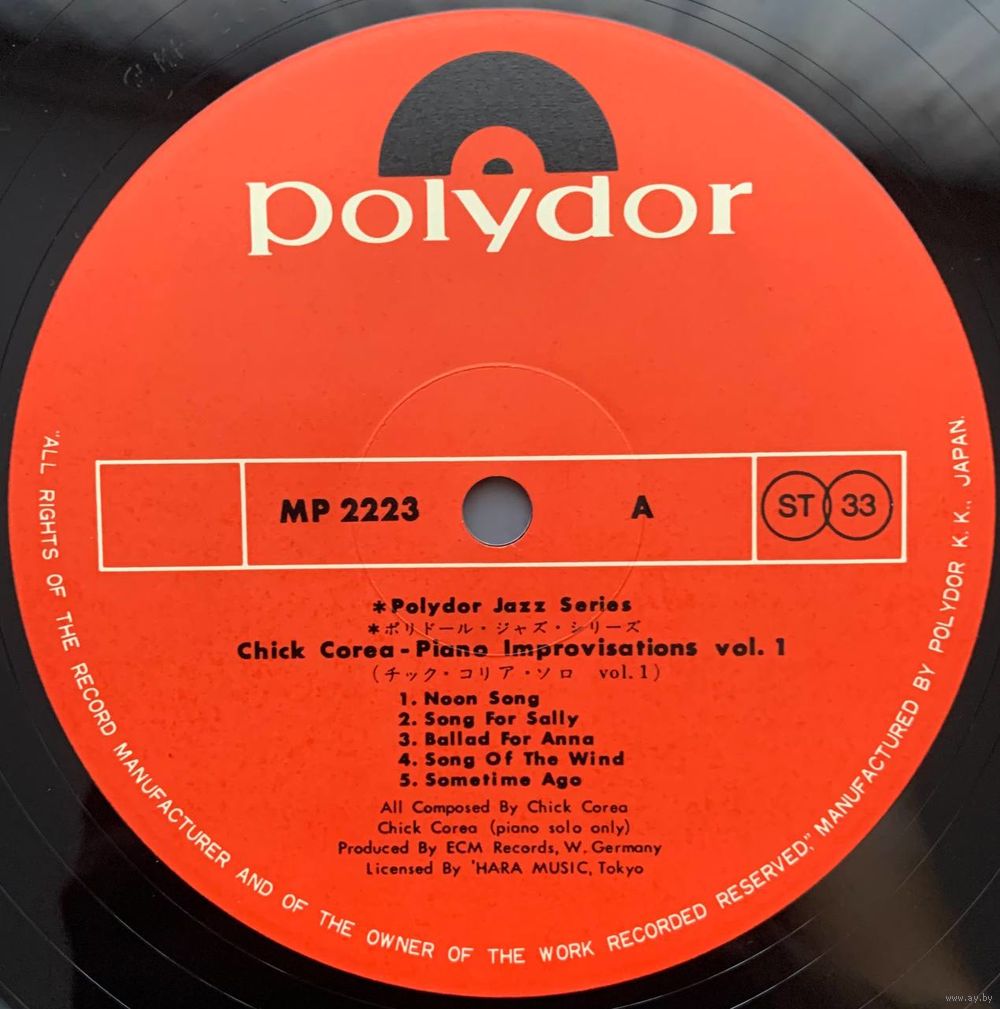 polydor
MP 2223
A
ST 33
*Polydor Jazz Series
*ポリドール・ジャズ・シリーズ
Chick Corea - Piano Improvisations vol. 1
(チック・コリア・ソロ vol. 1)
1. Noon Song
2. Song For Sally
3. Ballad For Anna
4. Song Of The Wind
5. Sometime Ago
All Composed By Chick Corea
Chick Corea (piano solo only)
Produced By ECM Records, W. Germany
Licensed By 'HARA MUSIC, Tokyo
"ALL RIGHTS OF THE RECORD MANUFACTURER AND OF THE OWNER OF THE WORK RECORDED RESERVED," MANUFACTURED BY POLYDOR K. K., JAPAN.
www.ay.by